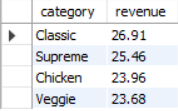 category revenue
Classic 26.91
Supreme 25.46
Chicken 23.96
Veggie 23.68